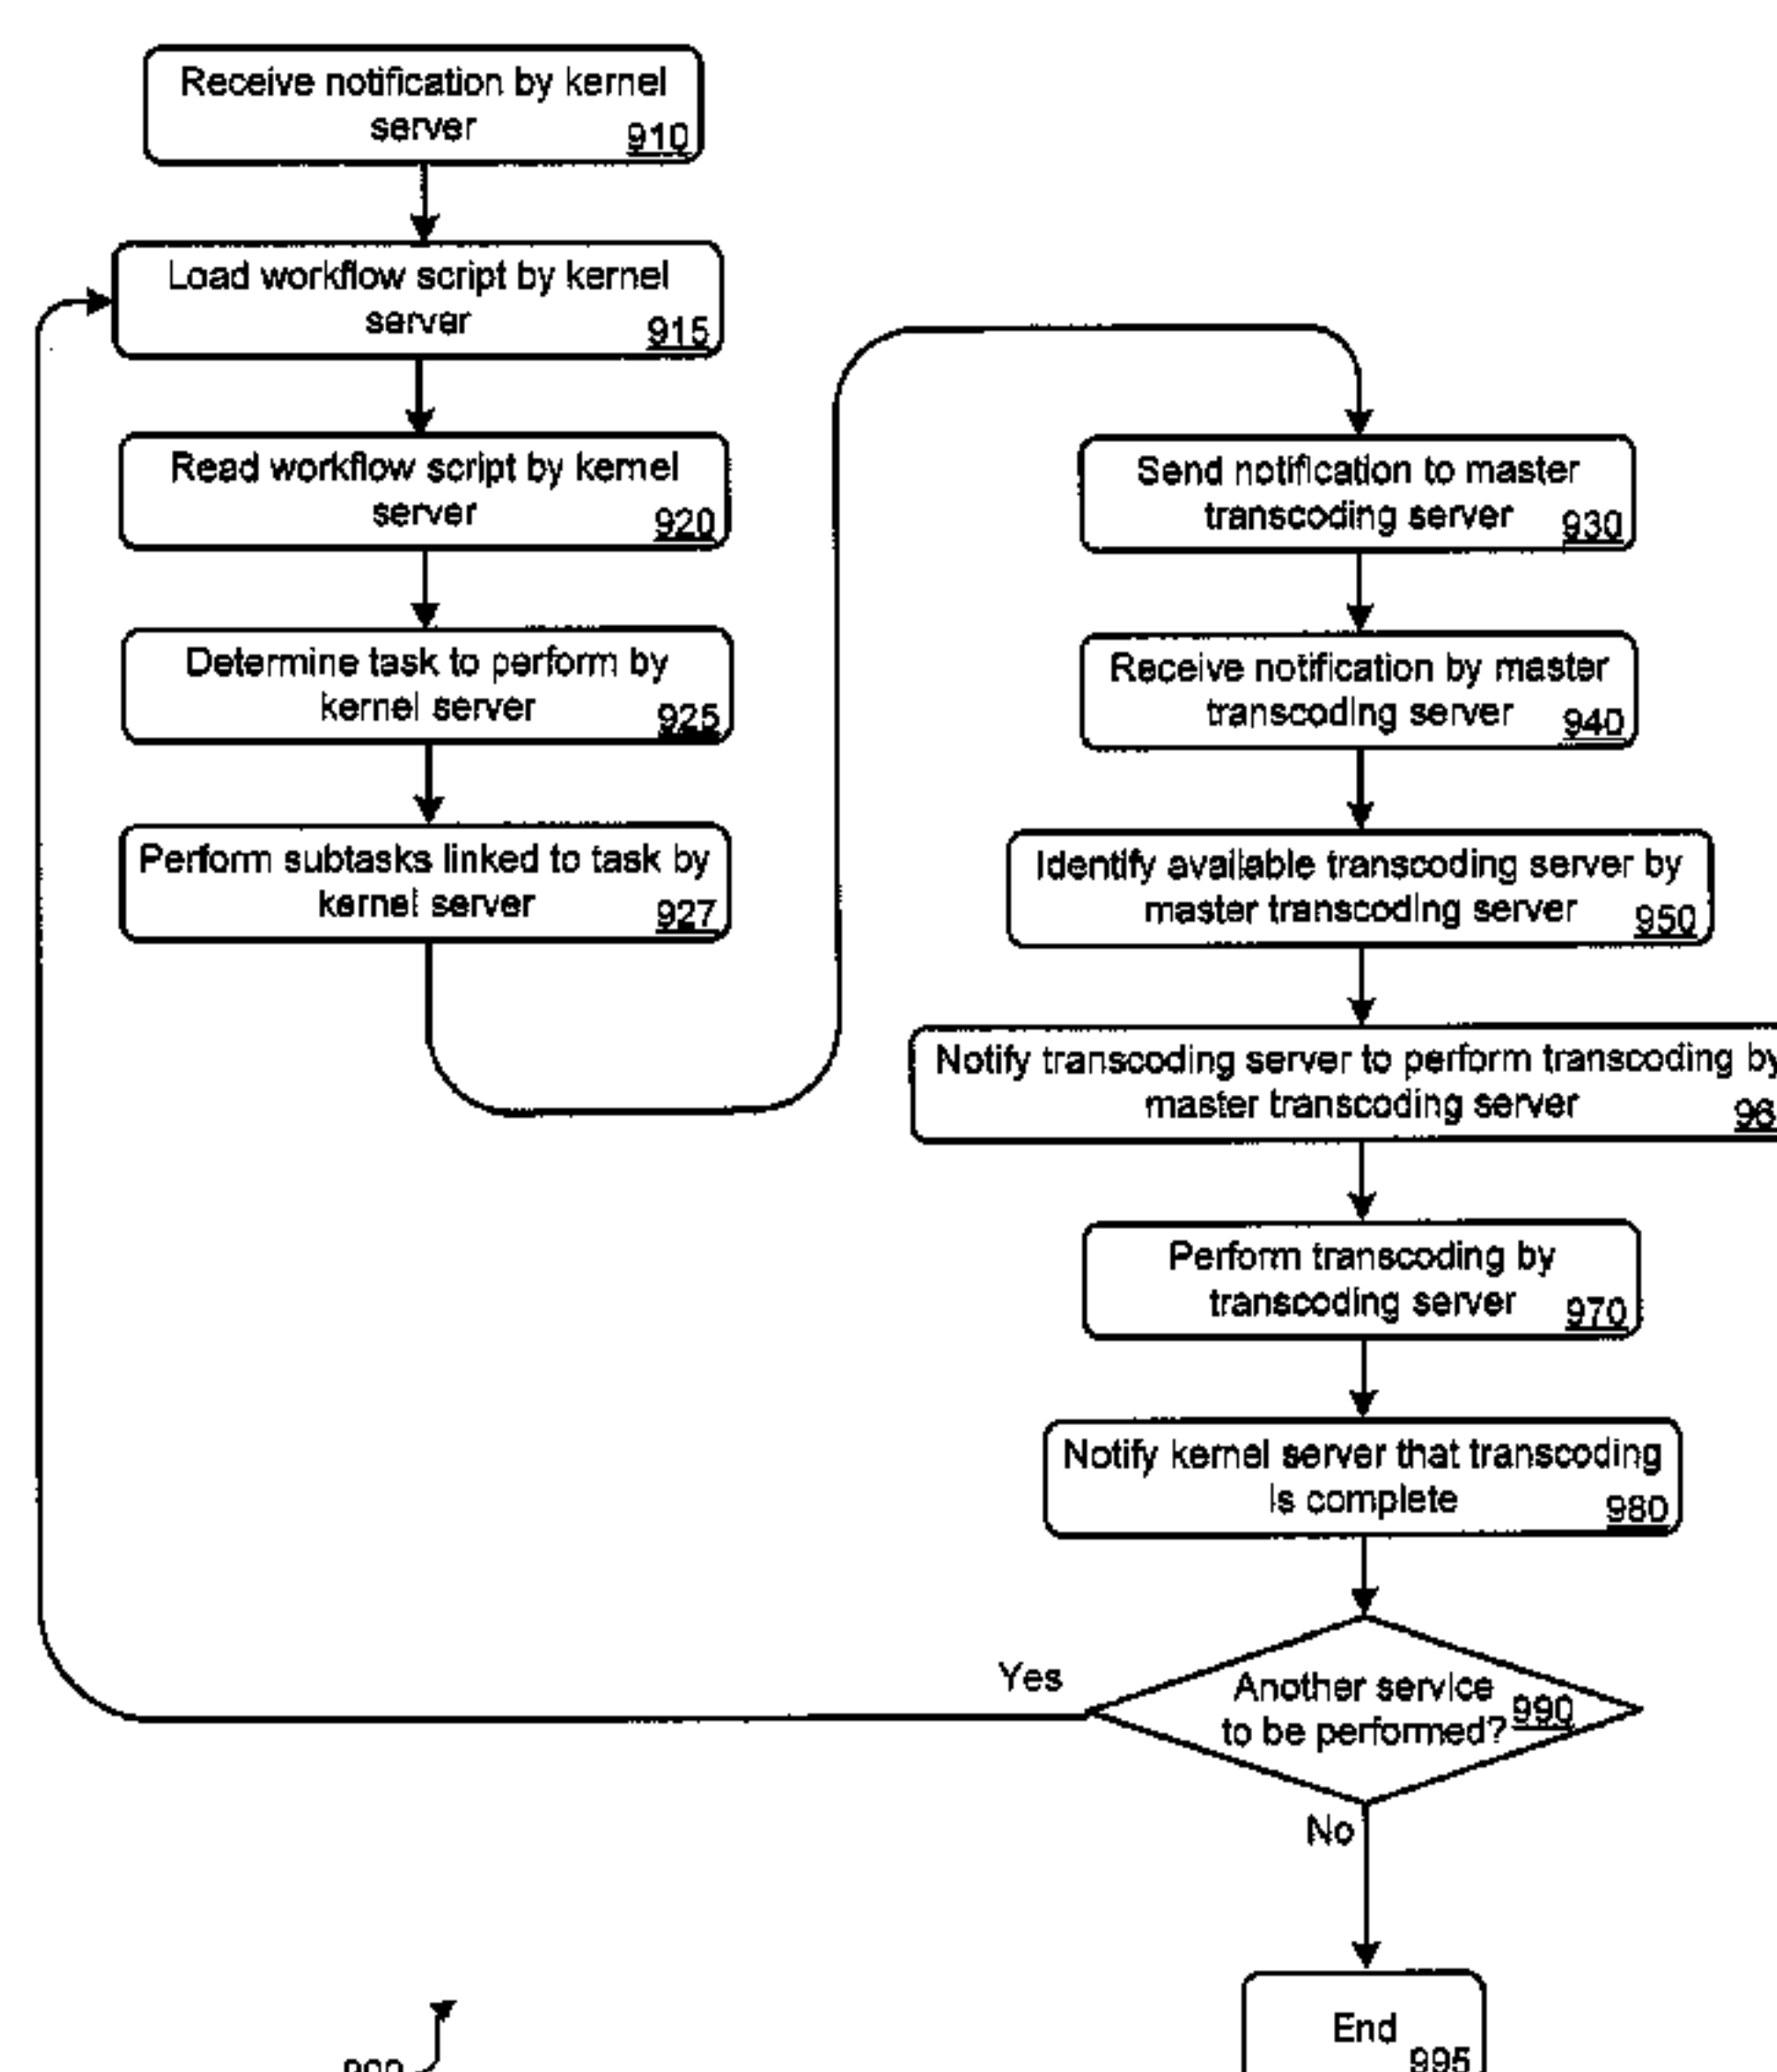 Receive notification by kernel
server
910
Load workflow script by kernel
server
915
Read workflow script by kernel
server
920
Determine task to perform by
kernel server
925
Perform subtasks linked to task by
kernel server
927
Send notification to master
transcoding server
930
Receive notification by master
transcoding server
940
Identify available transcoding server by
master transcoding server
950
Notify transcoding server to perform transcoding by
master transcoding server
Perform transcoding by
transcoding server
970
Notify kernel server that transcoding
is complete
980
Yes
Another service
to be performed?
990
No
End
995